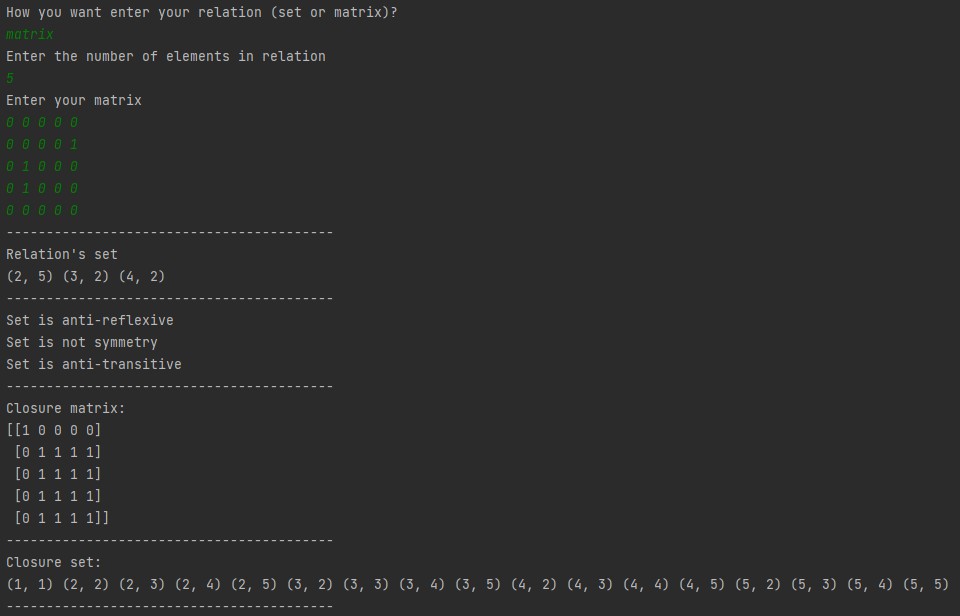 How you want enter your relation (set or matrix)?
matrix
Enter the number of elements in relation
5
Enter your matrix
0 0 0 0 0
0 0 0 0 1
0 1 0 0 0
0 1 0 0 0
0 0 0 0 0
-----------------------------------------
Relation's set
(2, 5) (3, 2) (4, 2)
-----------------------------------------
Set is anti-reflexive
Set is not symmetry
Set is anti-transitive
-----------------------------------------
Closure matrix:
[[1 0 0 0 0]
 [0 1 1 1 1]
 [0 1 1 1 1]
 [0 1 1 1 1]
 [0 1 1 1 1]]
-----------------------------------------
Closure set:
(1, 1) (2, 2) (2, 3) (2, 4) (2, 5) (3, 2) (3, 3) (3, 4) (3, 5) (4, 2) (4, 3) (4, 4) (4, 5) (5, 2) (5, 3) (5, 4) (5, 5)
-----------------------------------------